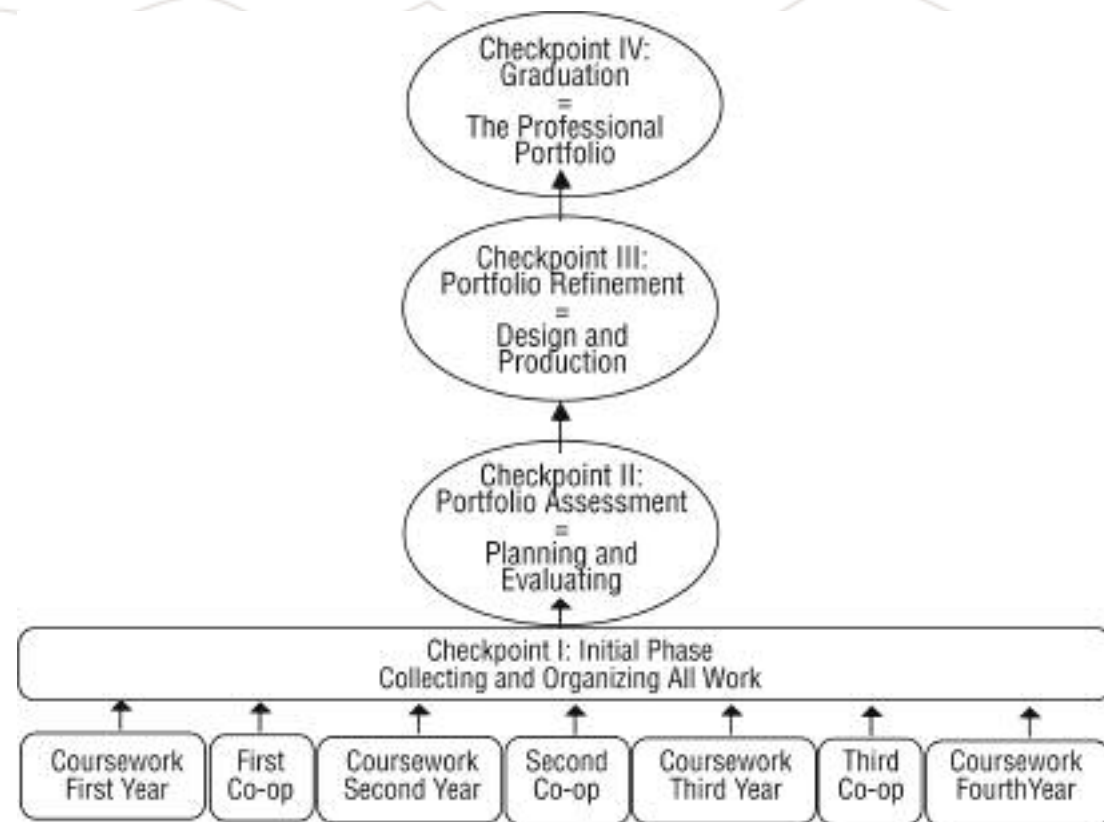 Checkpoint IV:
Graduation
=
The Professional
Portfolio
Checkpoint III:
Portfolio Refinement
=
Design and
Production
Checkpoint II:
Portfolio Assessment
=
Planning and
Evaluating
Checkpoint I: Initial Phase
Collecting and Organizing All Work
Coursework
First Year
First
Co-op
Coursework
Second Year
Second
Co-op
Coursework
Third Year
Third
Co-op
Coursework
FourthYear